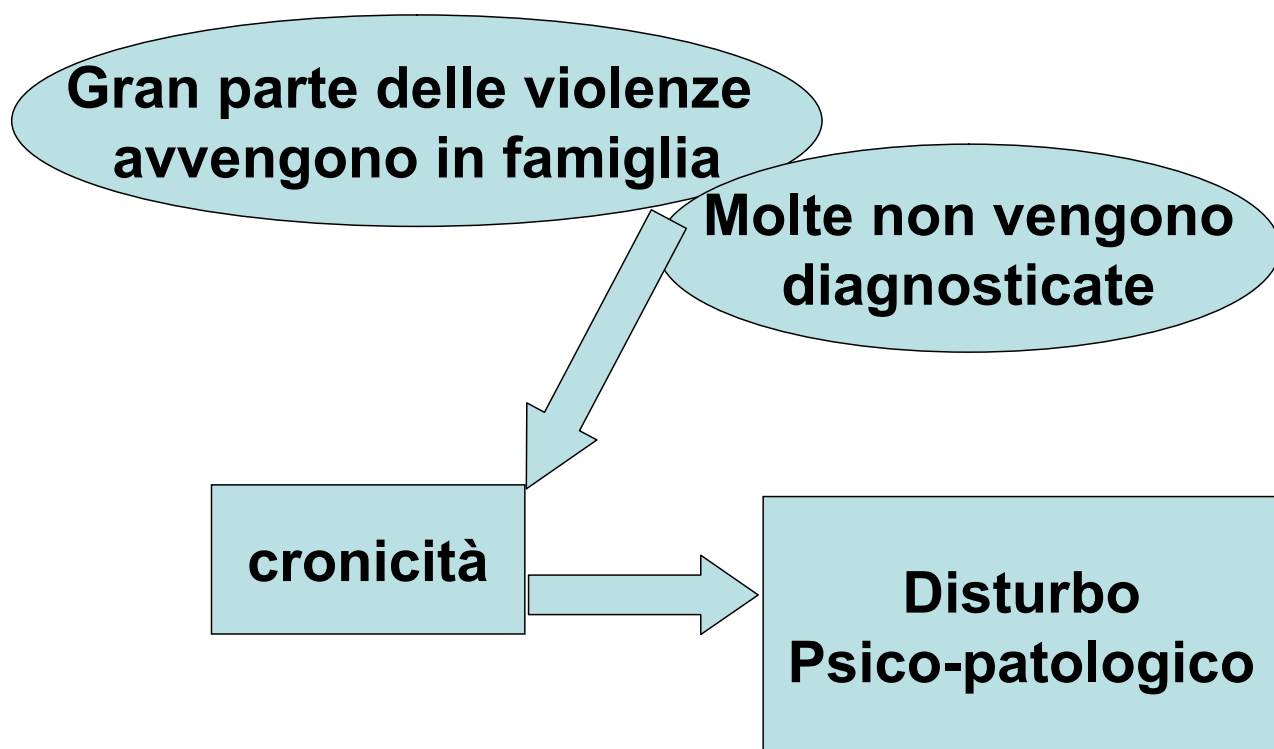 Gran parte delle violenze
avvengono in famiglia
Molte non vengono
diagnosticate
cronicità
Disturbo
Psico-patologico